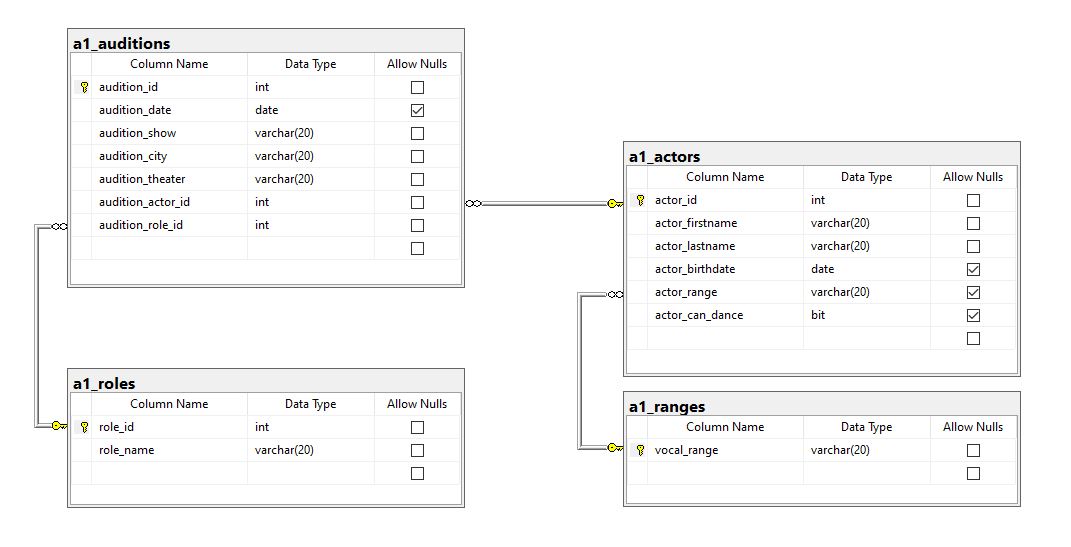 a1_auditions
Column Name Data Type Allow Nulls
audition_id int
audition_date date
audition_show varchar(20)
audition_city varchar(20)
audition_theater varchar(20)
audition_actor_id int
audition_role_id int
a1_actors
Column Name Data Type Allow Nulls
actor_id int
actor_firstname varchar(20)
actor_lastname varchar(20)
actor_birthdate date
actor_range varchar(20)
actor_can_dance bit
a1_roles
Column Name Data Type Allow Nulls
role_id int
role_name varchar(20)
a1_ranges
Column Name Data Type Allow Nulls
vocal_range varchar(20)